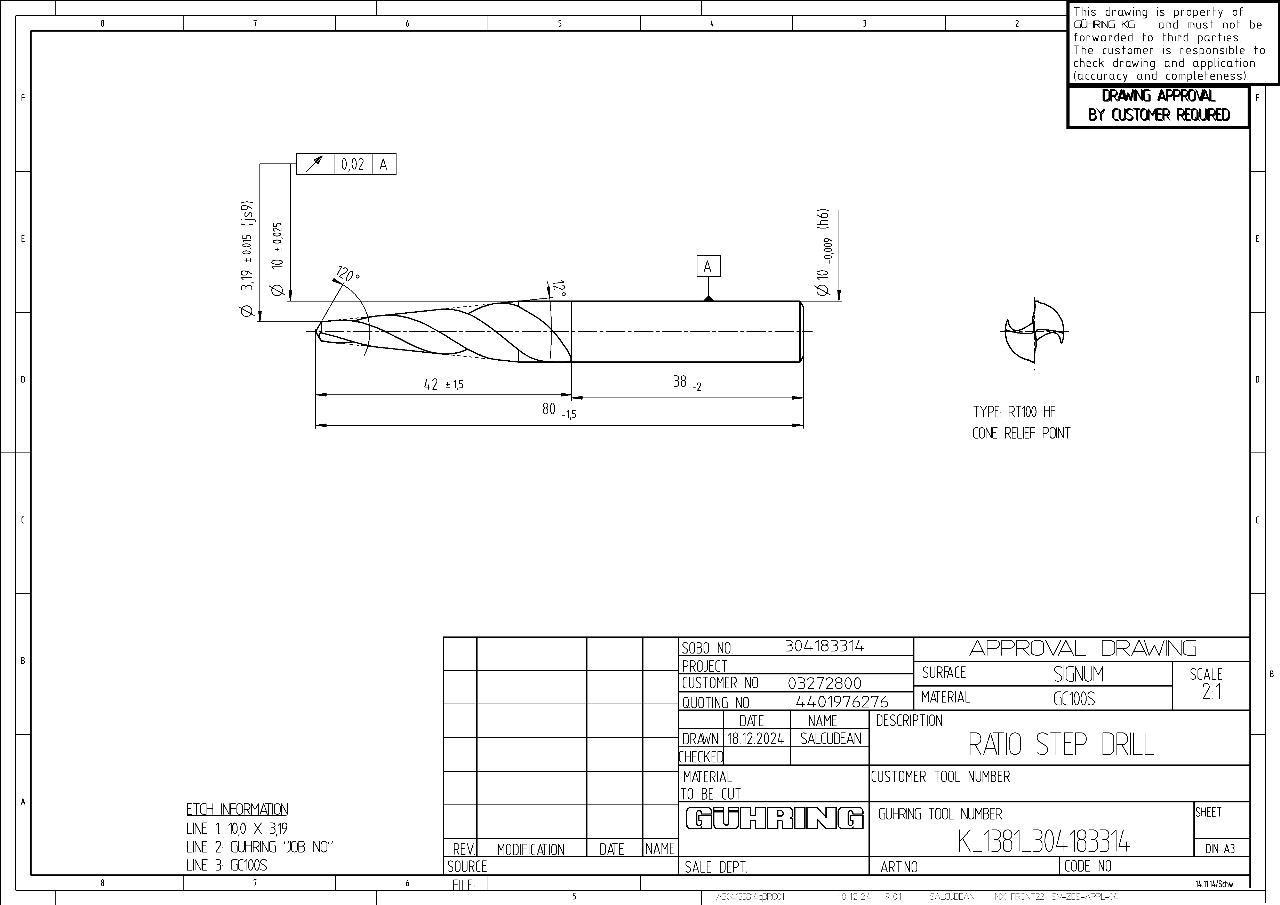 This drawing is property of
GÜHRING KG and must not be
forwarded to third parties.
The customer is responsible to
check drawing and application
(accuracy and completeness)
DRAWING APPROVAL
BY CUSTOMER REQUIRED
8 7 6 5 4 3 2
F F
E E
D D
C C
B B
A
0,02 A
Ø 3,19 ±0.015 (js9)
Ø 10 ±0,025
120°
12°
A
Ø10 -0,009 (h6)
42 ±1,5
38 -2
80 -1,5
TYPE: RT100 HF
CONE RELIEF POINT
ETCH INFORMATION
LINE 1: 10,0 X 3,19
LINE 2: GUHRING "JOB NO"
LINE 3: GC100S
SOBO NO. 304183314
PROJECT
CUSTOMER NO 03272800
QUOTING NO. 4401976276
APPROVAL DRAWING
SURFACE SIGNUM
MATERIAL GC100S
SCALE
2:1
DATE NAME
DRAWN 18.12.2024 SALCUDEAN
CHECKED
DESCRIPTION
RATIO STEP DRILL
MATERIAL
TO BE CUT
CUSTOMER TOOL NUMBER
GÜHRING
GUHRING TOOL NUMBER
K_1381_304183314
SHEET
DIN A3
REV. MODIFICATION DATE NAME
SOURCE
SALE DEPT.
ART.NO.
CODE NO.
FILE:
8 7 6 5
14.11.14/Schw
SALCUDEAN